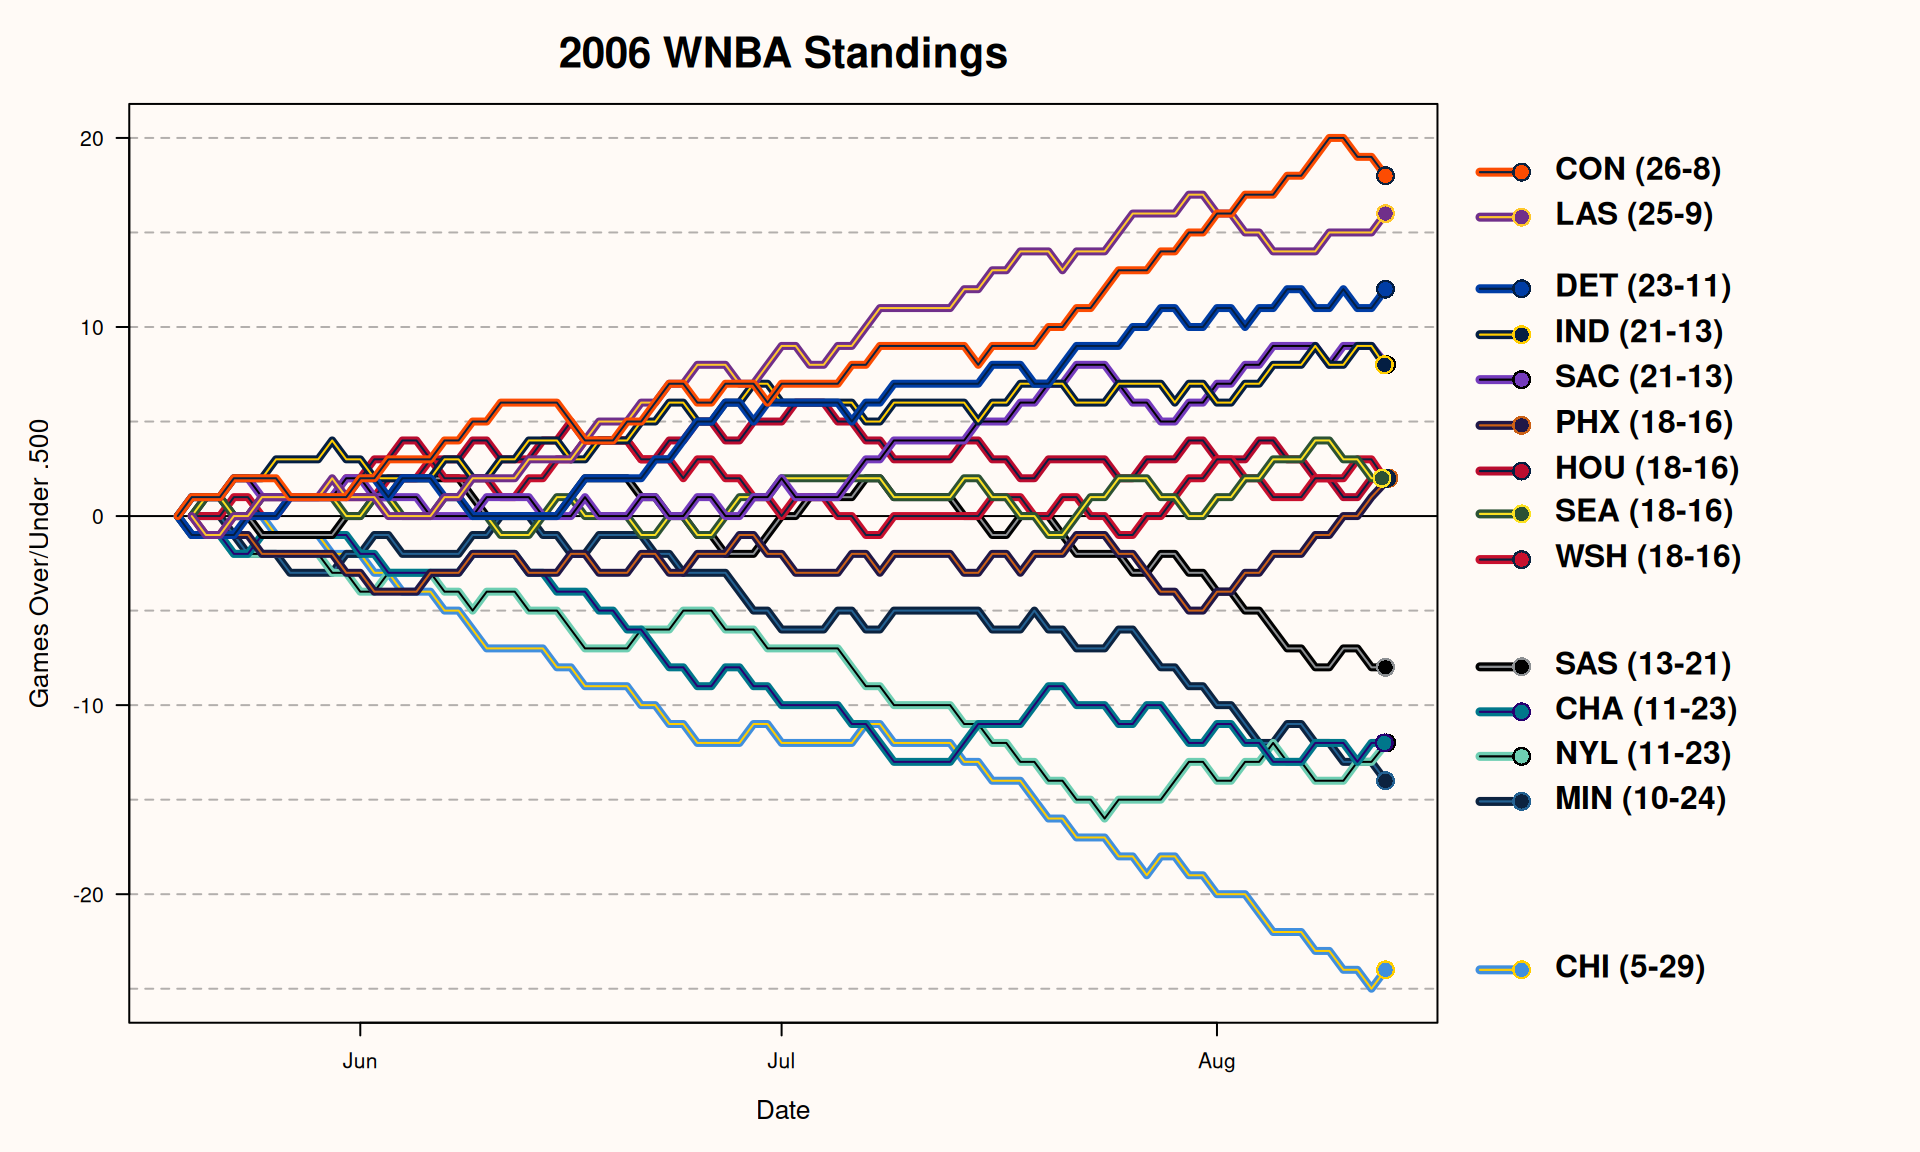 2006 WNBA Standings
Games Over/Under .500
20
10
0
-10
-20
Jun
Jul
Aug
Date
CON (26-8)
LAS (25-9)
DET (23-11)
IND (21-13)
SAC (21-13)
PHX (18-16)
HOU (18-16)
SEA (18-16)
WSH (18-16)
SAS (13-21)
CHA (11-23)
NYL (11-23)
MIN (10-24)
CHI (5-29)